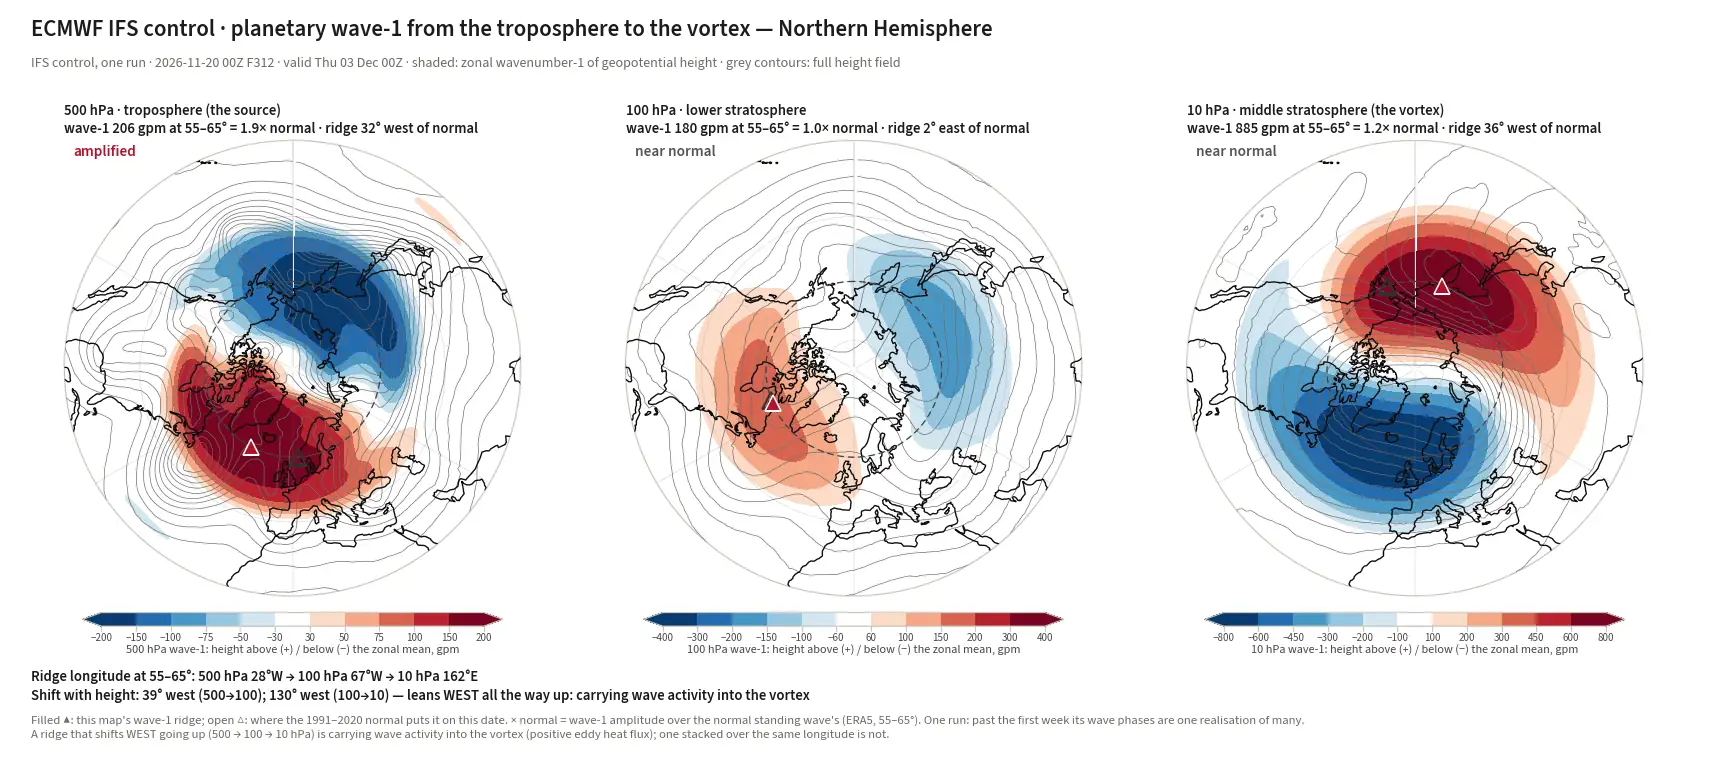 ECMWF IFS control · planetary wave-1 from the troposphere to the vortex — Northern Hemisphere
IFS control, one run · 2026-11-20 00Z F312 · valid Thu 03 Dec 00Z · shaded: zonal wavenumber-1 of geopotential height · grey contours: full height field
500 hPa · troposphere (the source)
wave-1 206 gpm at 55–65° = 1.9× normal · ridge 32° west of normal
amplified
100 hPa · lower stratosphere
wave-1 180 gpm at 55–65° = 1.0× normal · ridge 2° east of normal
near normal
10 hPa · middle stratosphere (the vortex)
wave-1 885 gpm at 55–65° = 1.2× normal · ridge 36° west of normal
near normal
−200 −150 −100 −75 −50 −30 30 50 75 100 150 200
500 hPa wave-1: height above (+) / below (−) the zonal mean, gpm
−400 −300 −200 −150 −100 −60 60 100 150 200 300 400
100 hPa wave-1: height above (+) / below (−) the zonal mean, gpm
−800 −600 −450 −300 −200 −100 100 200 300 450 600 800
10 hPa wave-1: height above (+) / below (−) the zonal mean, gpm
Ridge longitude at 55–65°: 500 hPa 28°W → 100 hPa 67°W → 10 hPa 162°E
Shift with height: 39° west (500→100); 130° west (100→10) — leans WEST all the way up: carrying wave activity into the vortex
Filled ▲: this map's wave-1 ridge; open △: where the 1991–2020 normal puts it on this date. × normal = wave-1 amplitude over the normal standing wave's (ERA5, 55–65°). One run: past the first week its wave phases are one realisation of many.
A ridge that shifts WEST going up (500 → 100 → 10 hPa) is carrying wave activity into the vortex (positive eddy heat flux); one stacked over the same longitude is not.